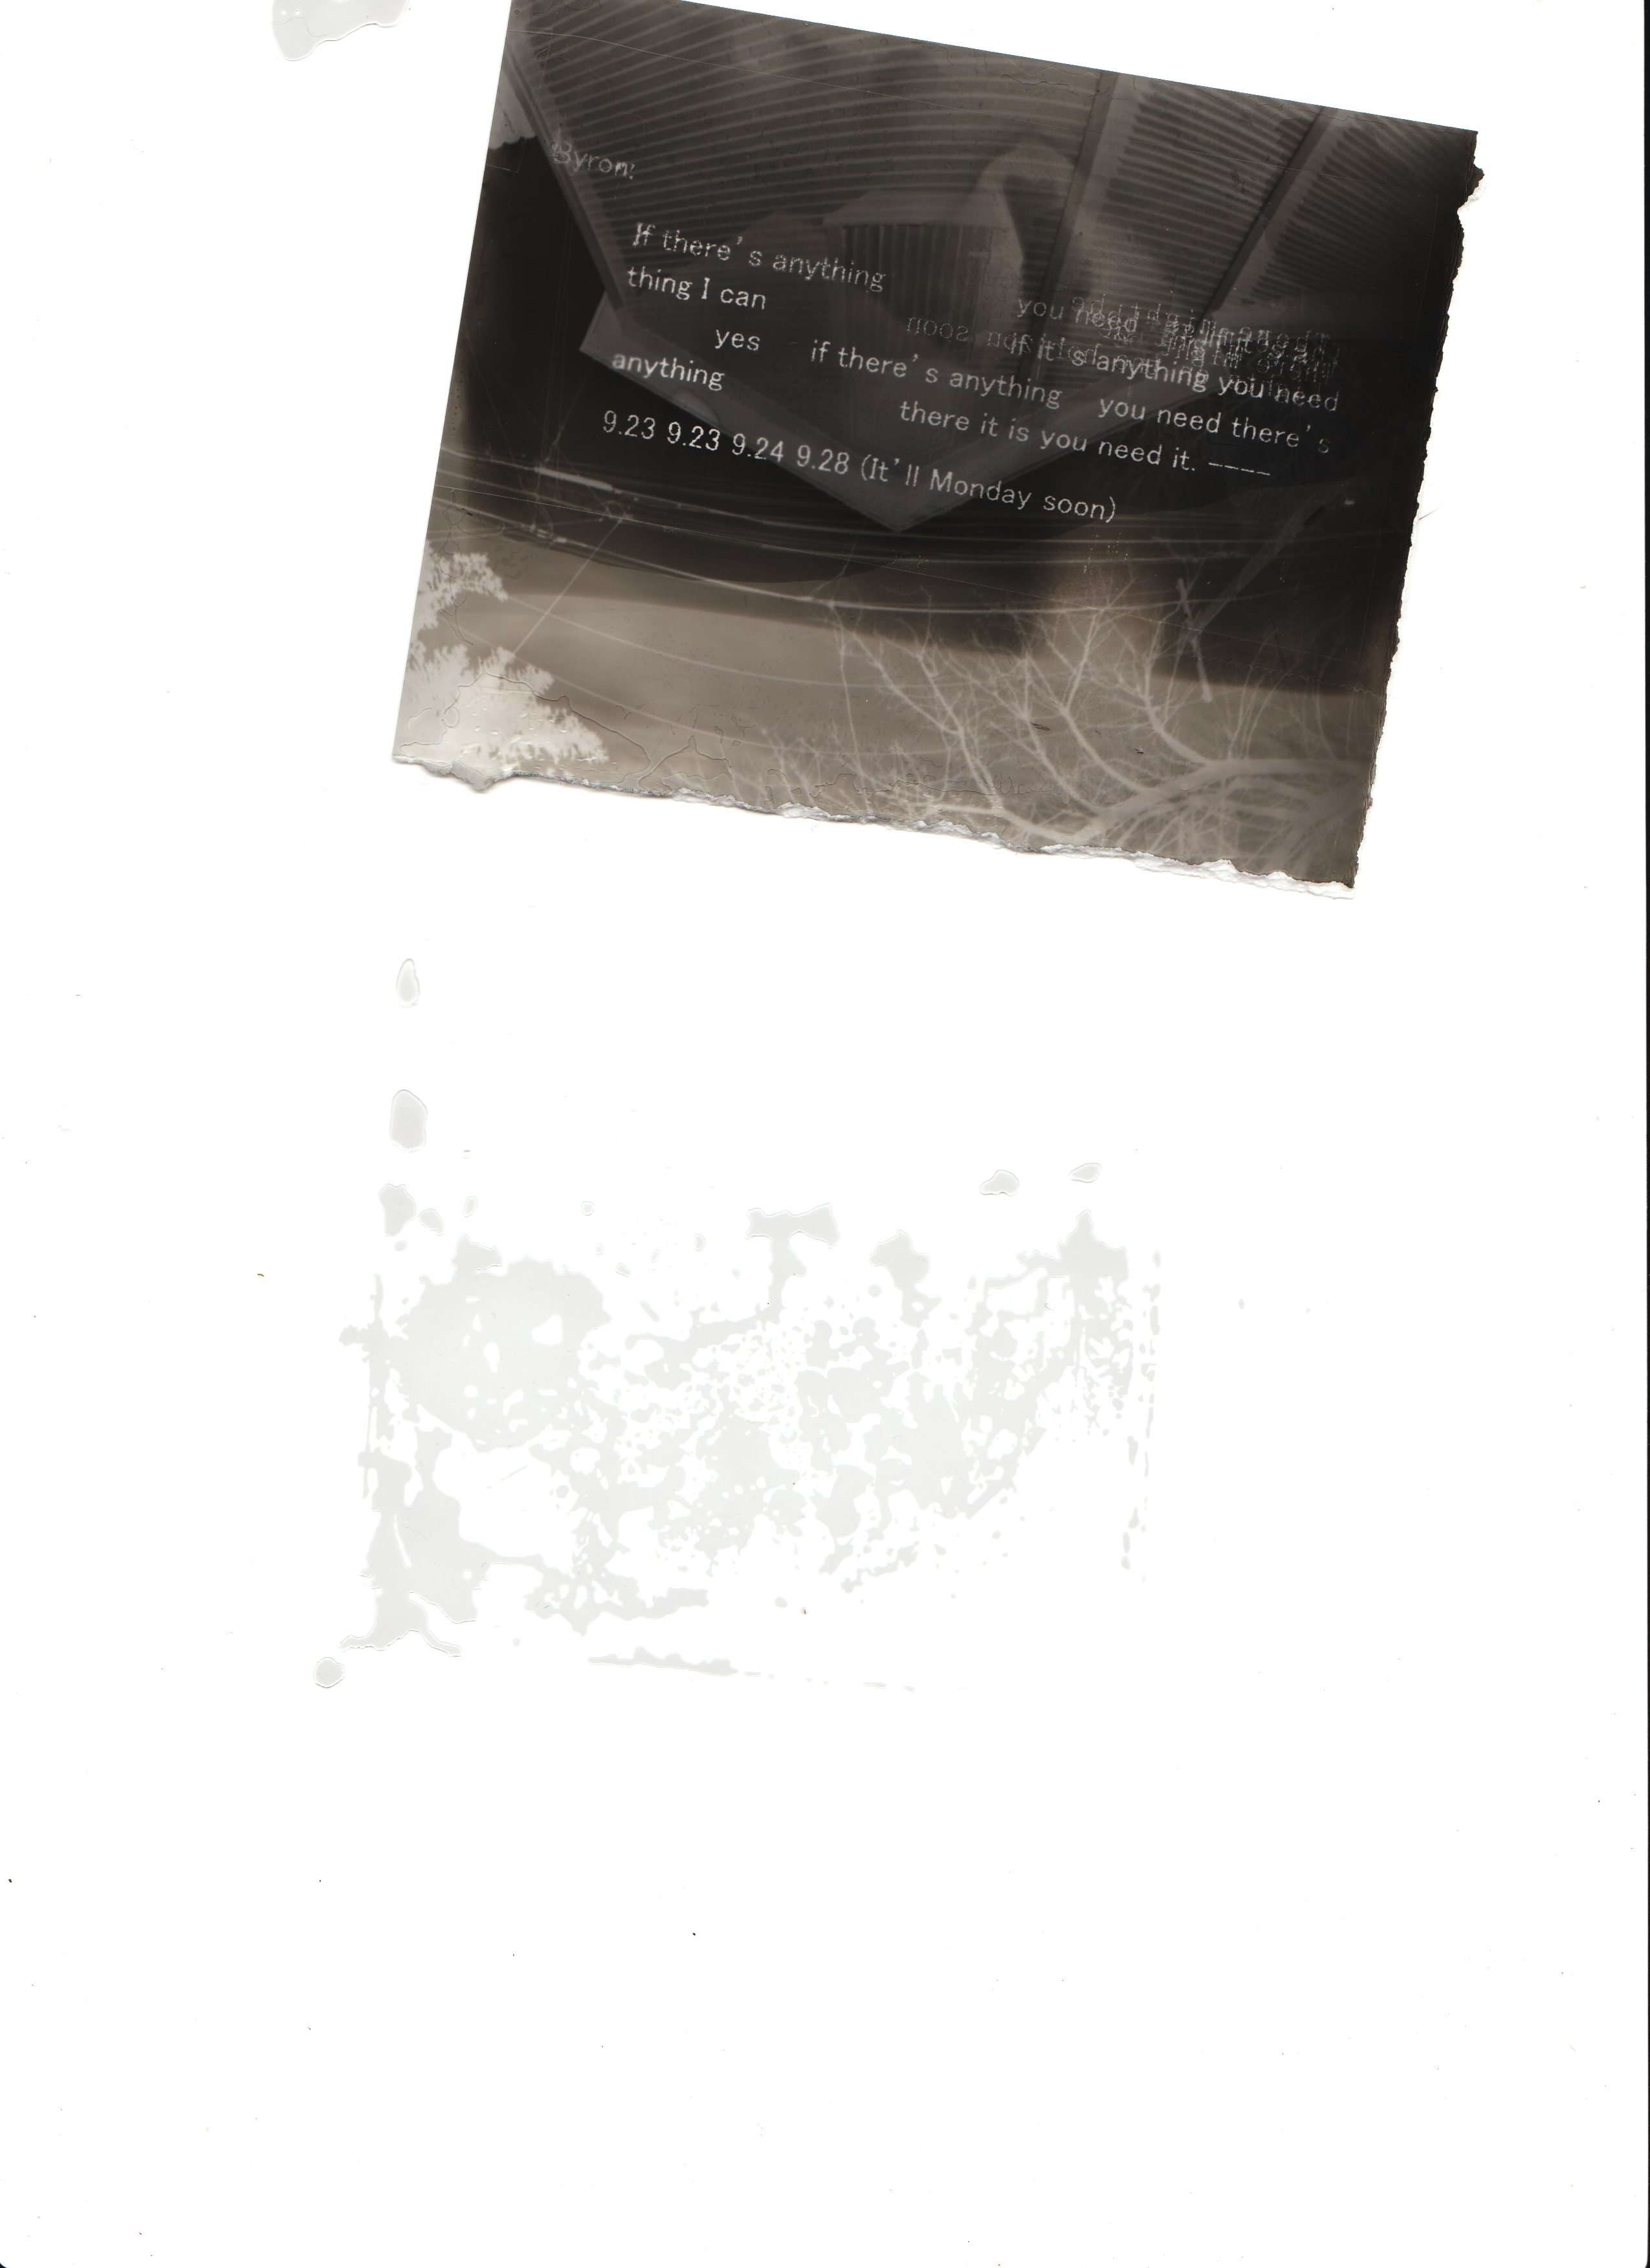 Byron:
If there's anything
thing I can you need
yes if there's anything if it's anything you need
anything you need there's
there it is you need it. ----
9.23 9.23 9.24 9.28 (It'll Monday soon)
soon